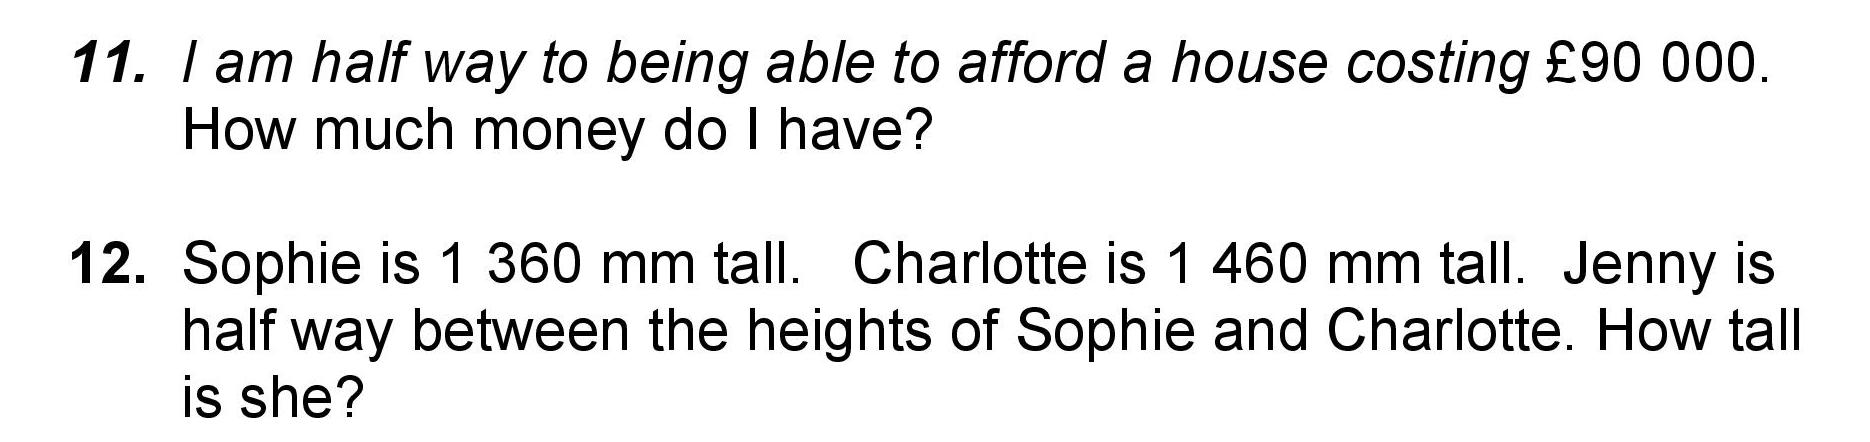 11. I am half way to being able to afford a house costing £90 000.
How much money do I have?
12. Sophie is 1 360 mm tall. Charlotte is 1 460 mm tall. Jenny is
half way between the heights of Sophie and Charlotte. How tall
is she?